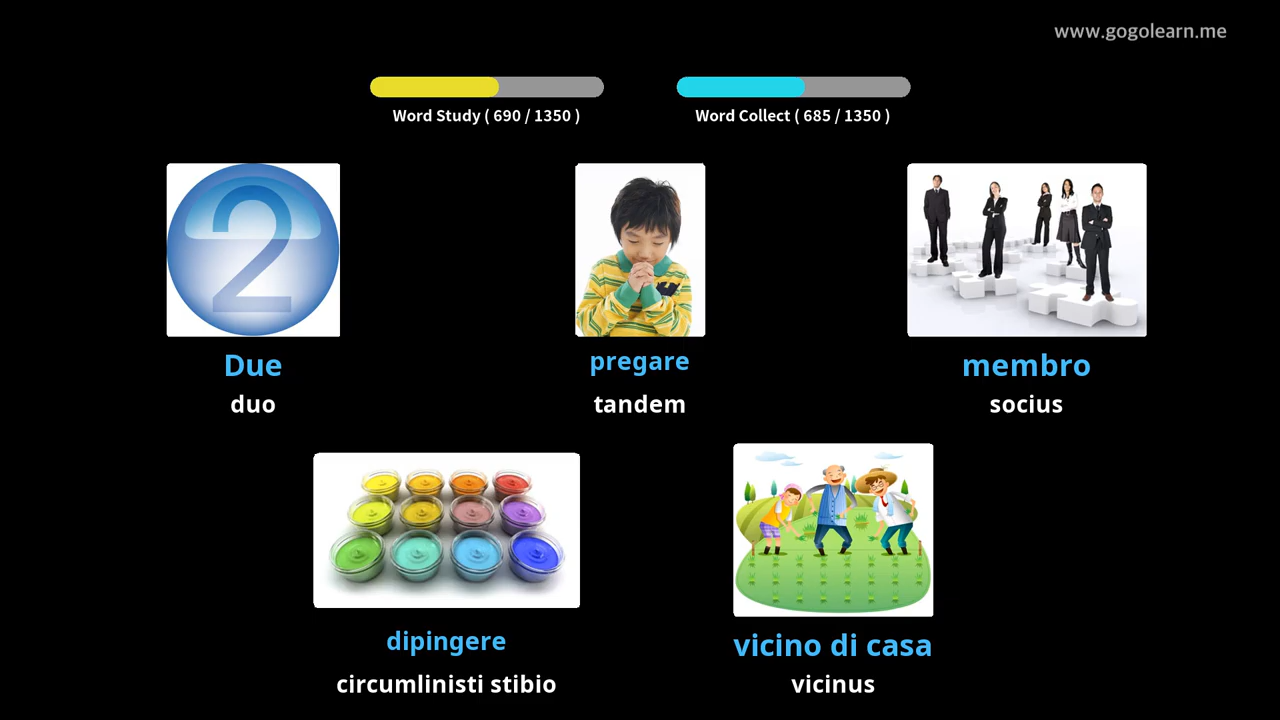 www.gogolearn.me
Word Study ( 690 / 1350 )
Word Collect ( 685 / 1350 )
2
Due
duo
pregare
tandem
membro
socius
dipingere
circumlinisti stibio
vicino di casa
vicinus